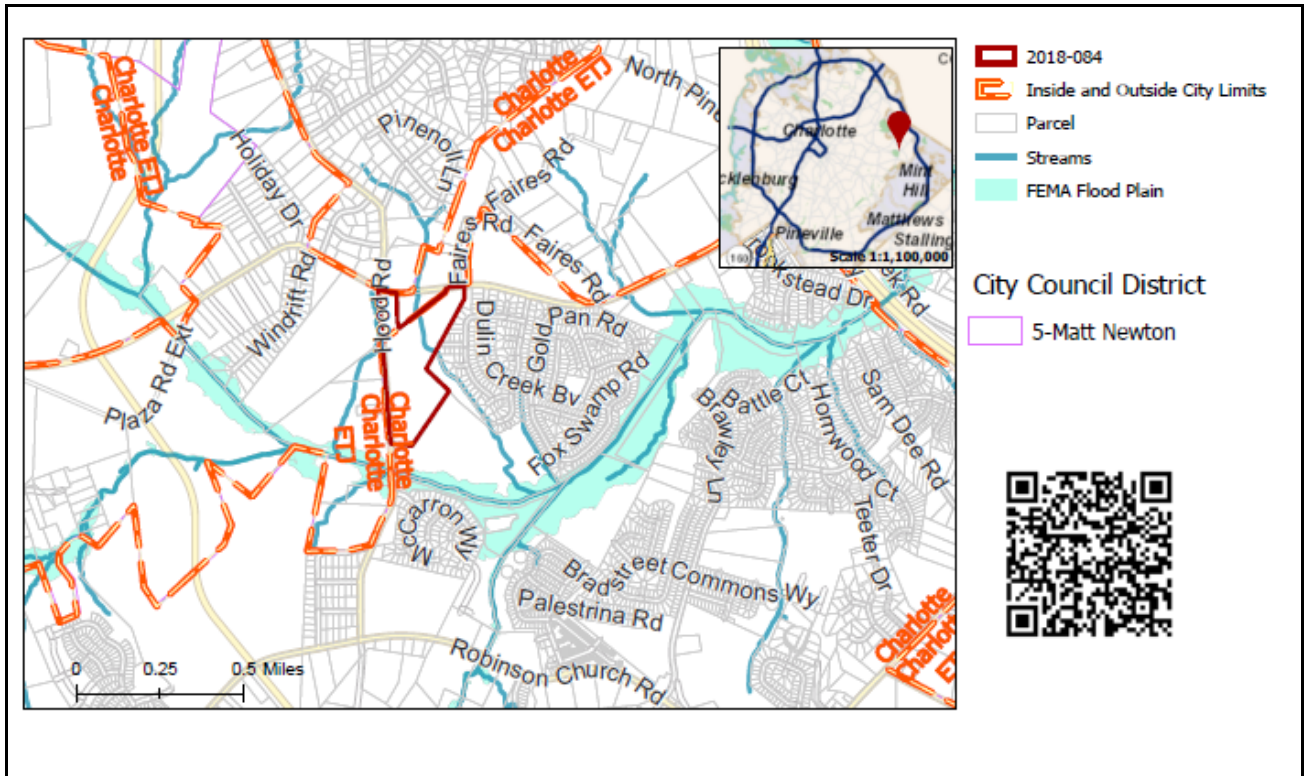 Charlotte ETJ
Charlotte
Charlotte
Charlotte ETJ
North Pine
Pinenoll Ln
Holiday Dr
Faires Rd
Faires Rd
Faires Rd
Windrift Rd
Hood Rd
Plaza Rd Ext
Dulin
Creek Bv
Gold
Pan Rd
Fox Swamp Rd
Charlotte
Charlotte
ETJ
McCarron Wy
Battle Ct
Brawley Ln
Homwood Ct
Sam Dee Rd
Teeter Dr
Bradstreet Commons Wy
Palestrina Rd
Robinson Church Rd
rookstead Dr
ek Rd
Charlotte
Charlotte
0 0.25 0.5 Miles
Charlotte
cklenburg
Mint
Hill
Matthews
Pineville
Stalling
160
Scale 1:1,100,000
2018-084
Inside and Outside City Limits
Parcel
Streams
FEMA Flood Plain
City Council District
5-Matt Newton